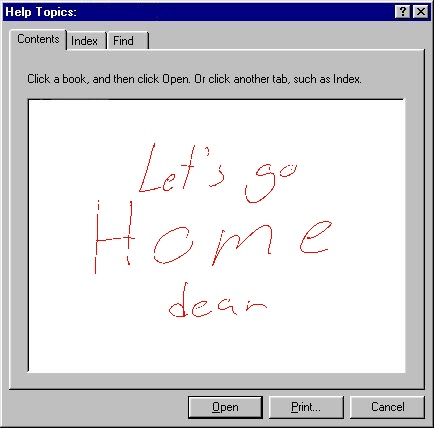 Help Topics:
Contents Index Find
Click a book, and then click Open. Or click another tab, such as Index.
Let's go
Home
dear
Open Print... Cancel